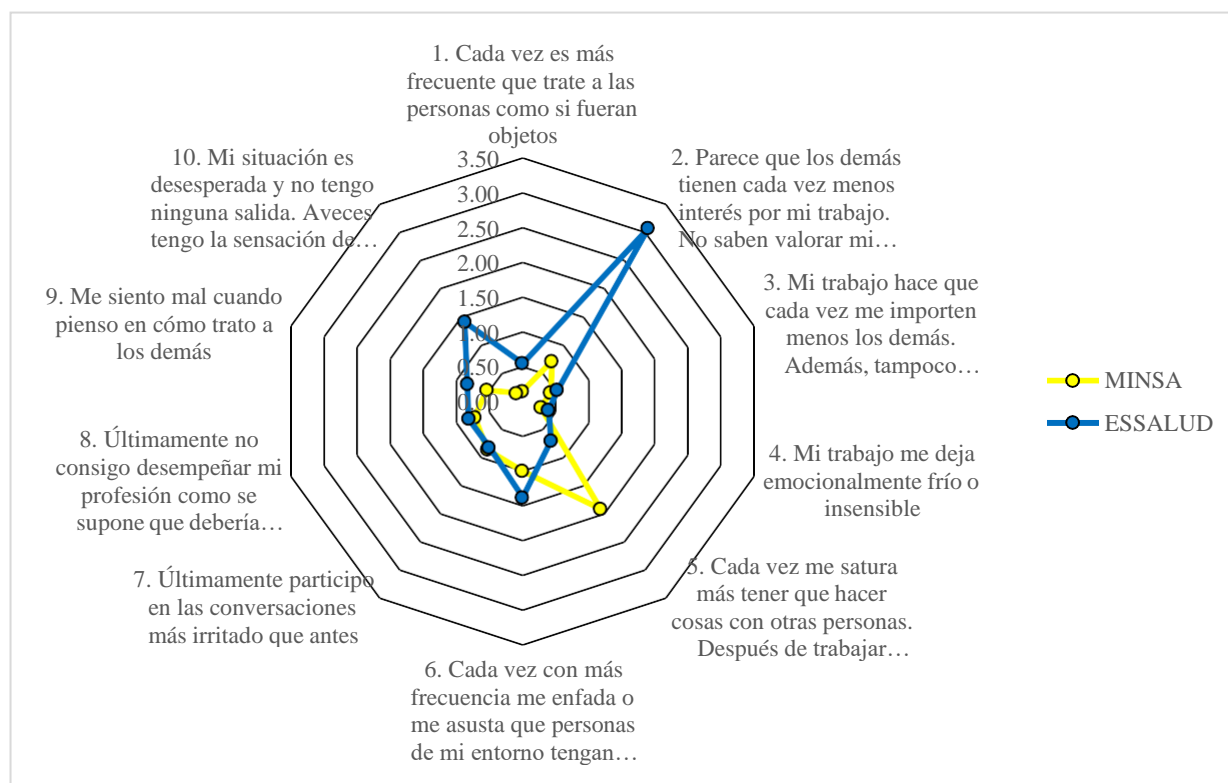 1. Cada vez es más
frecuente que trate a las
personas como si fueran
objetos
2. Parece que los demás
tienen cada vez menos
interés por mi trabajo.
No saben valorar mi…
3. Mi trabajo hace que
cada vez me importen
menos los demás.
Además, tampoco…
4. Mi trabajo me deja
emocionalmente frío o
insensible
5. Cada vez me satura
más tener que hacer
cosas con otras personas.
Después de trabajar…
6. Cada vez con más
frecuencia me enfada o
me asusta que personas
de mi entorno tengan…
7. Últimamente participo
en las conversaciones
más irritado que antes
8. Últimamente no
consigo desempeñar mi
profesión como se
supone que debería…
9. Me siento mal cuando
pienso en cómo trato a
los demás
10. Mi situación es
desesperada y no tengo
ninguna salida. Aveces
tengo la sensación de…
3.50
3.00
2.50
2.00
1.50
1.00
0.50
0.00
MINSA
ESSALUD